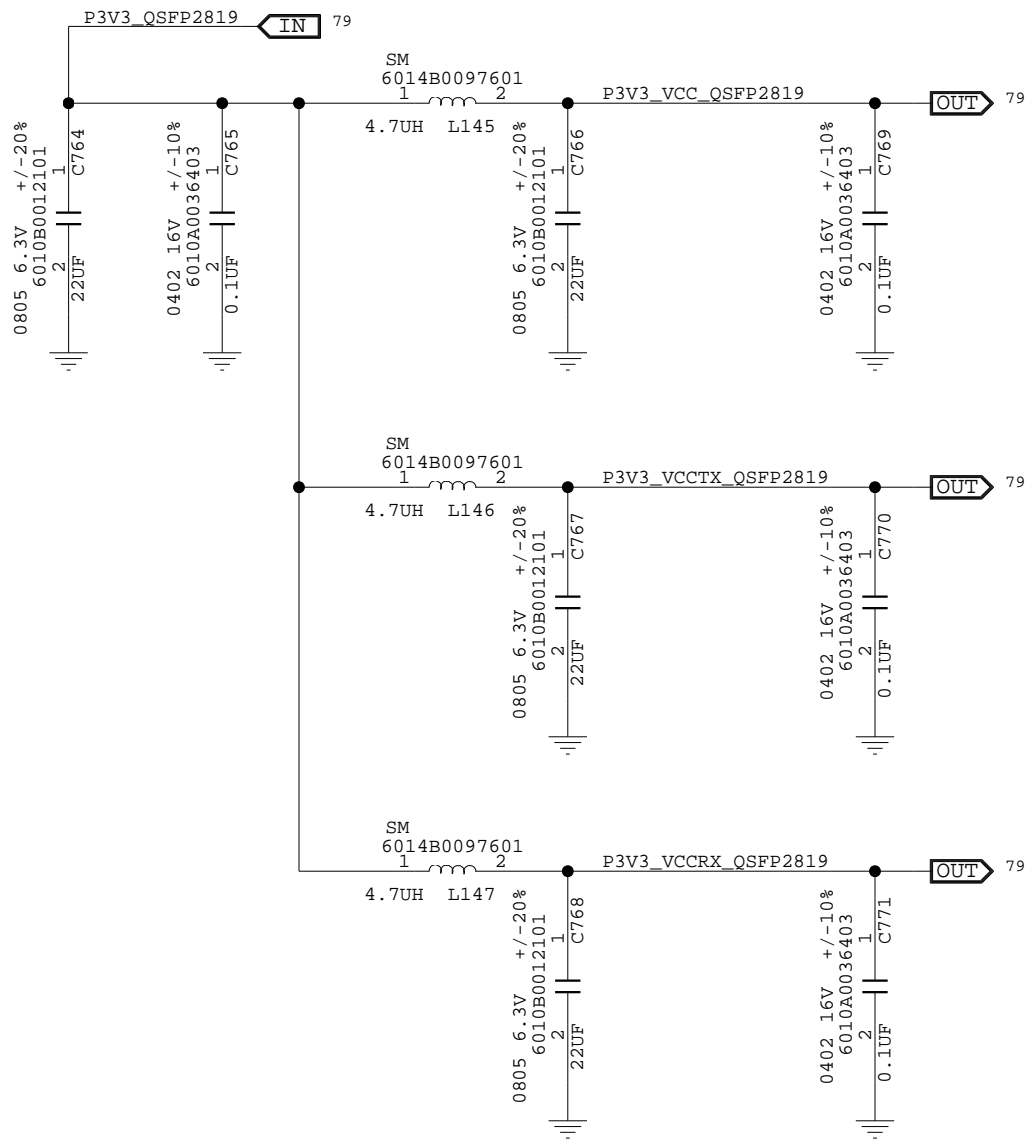 P3V3_QSFP2819 IN 79
SM
6014B0097601
1 2
4.7UH L145
P3V3_VCC_QSFP2819
OUT 79
0805 6.3V +/-20%
6010B0012101
1 2
C764
22UF
0402 16V +/-10%
6010A0036403
1 2
C765
0.1UF
0805 6.3V +/-20%
6010B0012101
1 2
C766
22UF
0402 16V +/-10%
6010A0036403
1 2
C769
0.1UF
SM
6014B0097601
1 2
4.7UH L146
P3V3_VCCTX_QSFP2819
OUT 79
0805 6.3V +/-20%
6010B0012101
1 2
C767
22UF
0402 16V +/-10%
6010A0036403
1 2
C770
0.1UF
SM
6014B0097601
1 2
4.7UH L147
P3V3_VCCRX_QSFP2819
OUT 79
0805 6.3V +/-20%
6010B0012101
1 2
C768
22UF
0402 16V +/-10%
6010A0036403
1 2
C771
0.1UF